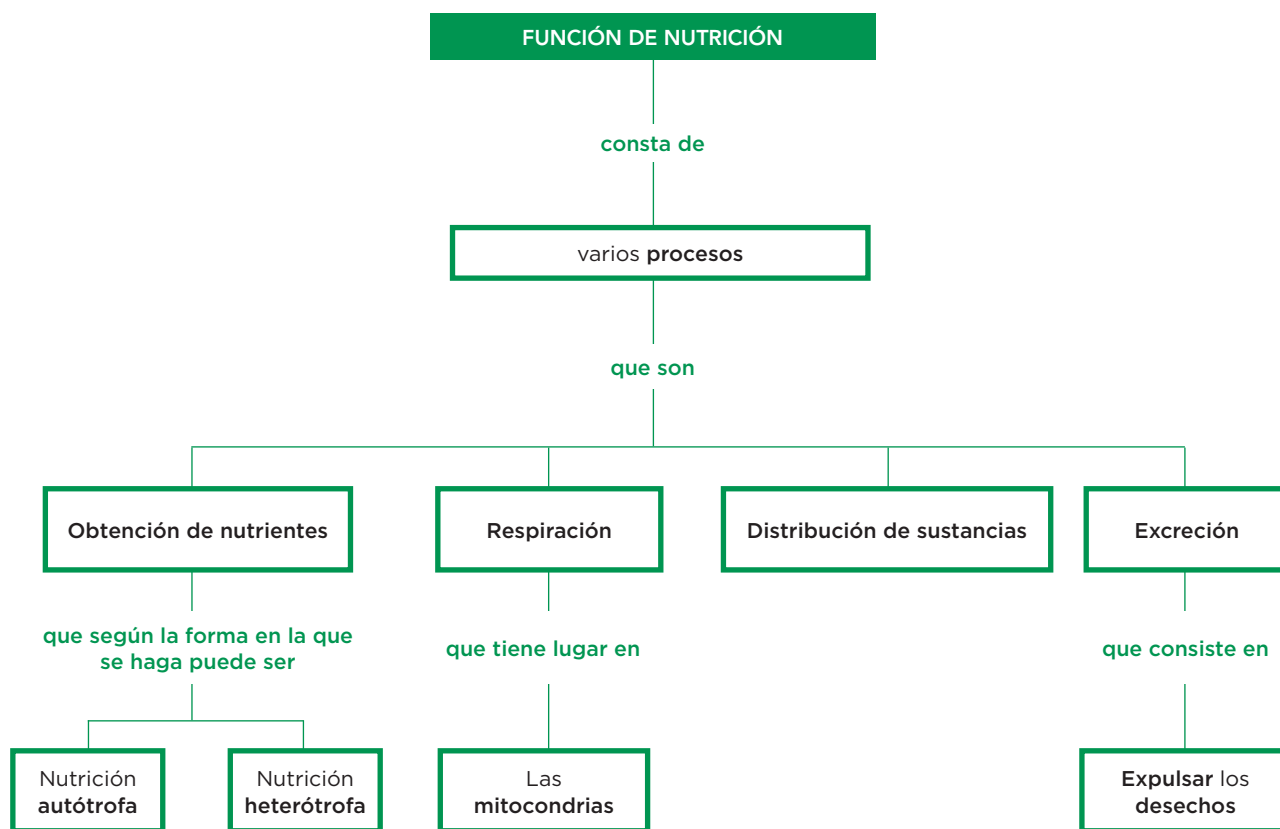 FUNCIÓN DE NUTRICIÓN
consta de
varios procesos
que son
Obtención de nutrientes
Respiración
Distribución de sustancias
Excreción
que según la forma en la que
se haga puede ser
que tiene lugar en
que consiste en
Nutrición
autótrofa
Nutrición
heterótrofa
Las
mitocondrias
Expulsar los
desechos